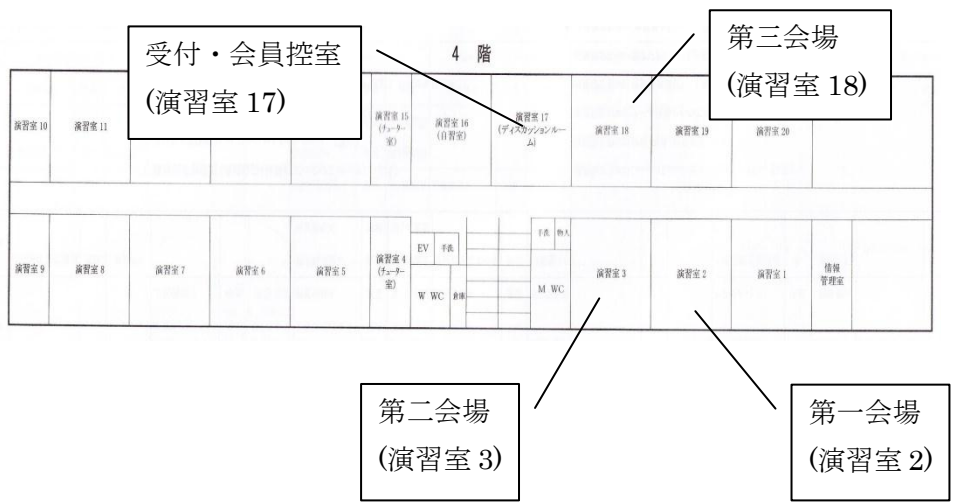 受付・会員控室
(演習室 17)
4 階
第三会場
(演習室 18)
演習室 10
演習室 11
演習室 15
(チューター
室)
演習室 16
(自習室)
演習室 17
(ディスカッションルー
ム)
演習室 18
演習室 19
演習室 20
演習室 9
演習室 8
演習室 7
演習室 6
演習室 5
演習室 4
(チューター
室)
EV
手洗
W WC
倉庫
手洗
物入
M WC
演習室 3
演習室 2
演習室 1
情報
管理室
第二会場
(演習室 3)
第一会場
(演習室 2)